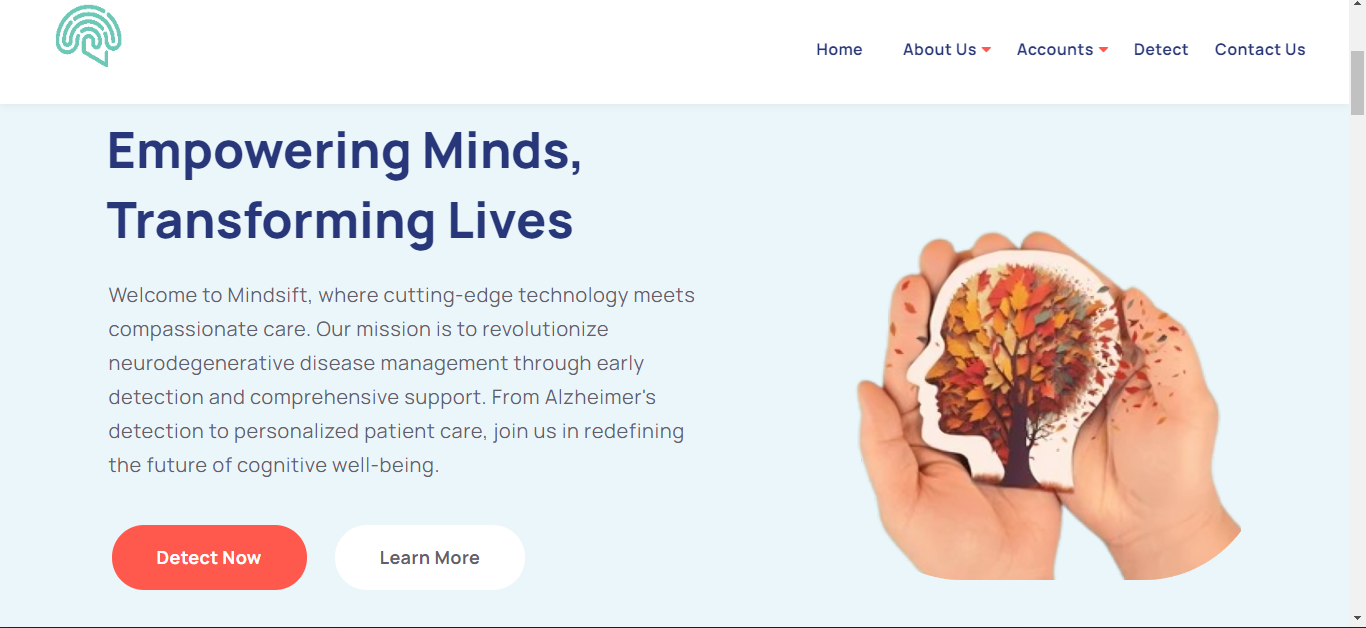 Home About Us Accounts Detect Contact Us
Empowering Minds,
Transforming Lives
Welcome to Mindsift, where cutting-edge technology meets
compassionate care. Our mission is to revolutionize
neurodegenerative disease management through early
detection and comprehensive support. From Alzheimer's
detection to personalized patient care, join us in redefining
the future of cognitive well-being.
Detect Now Learn More